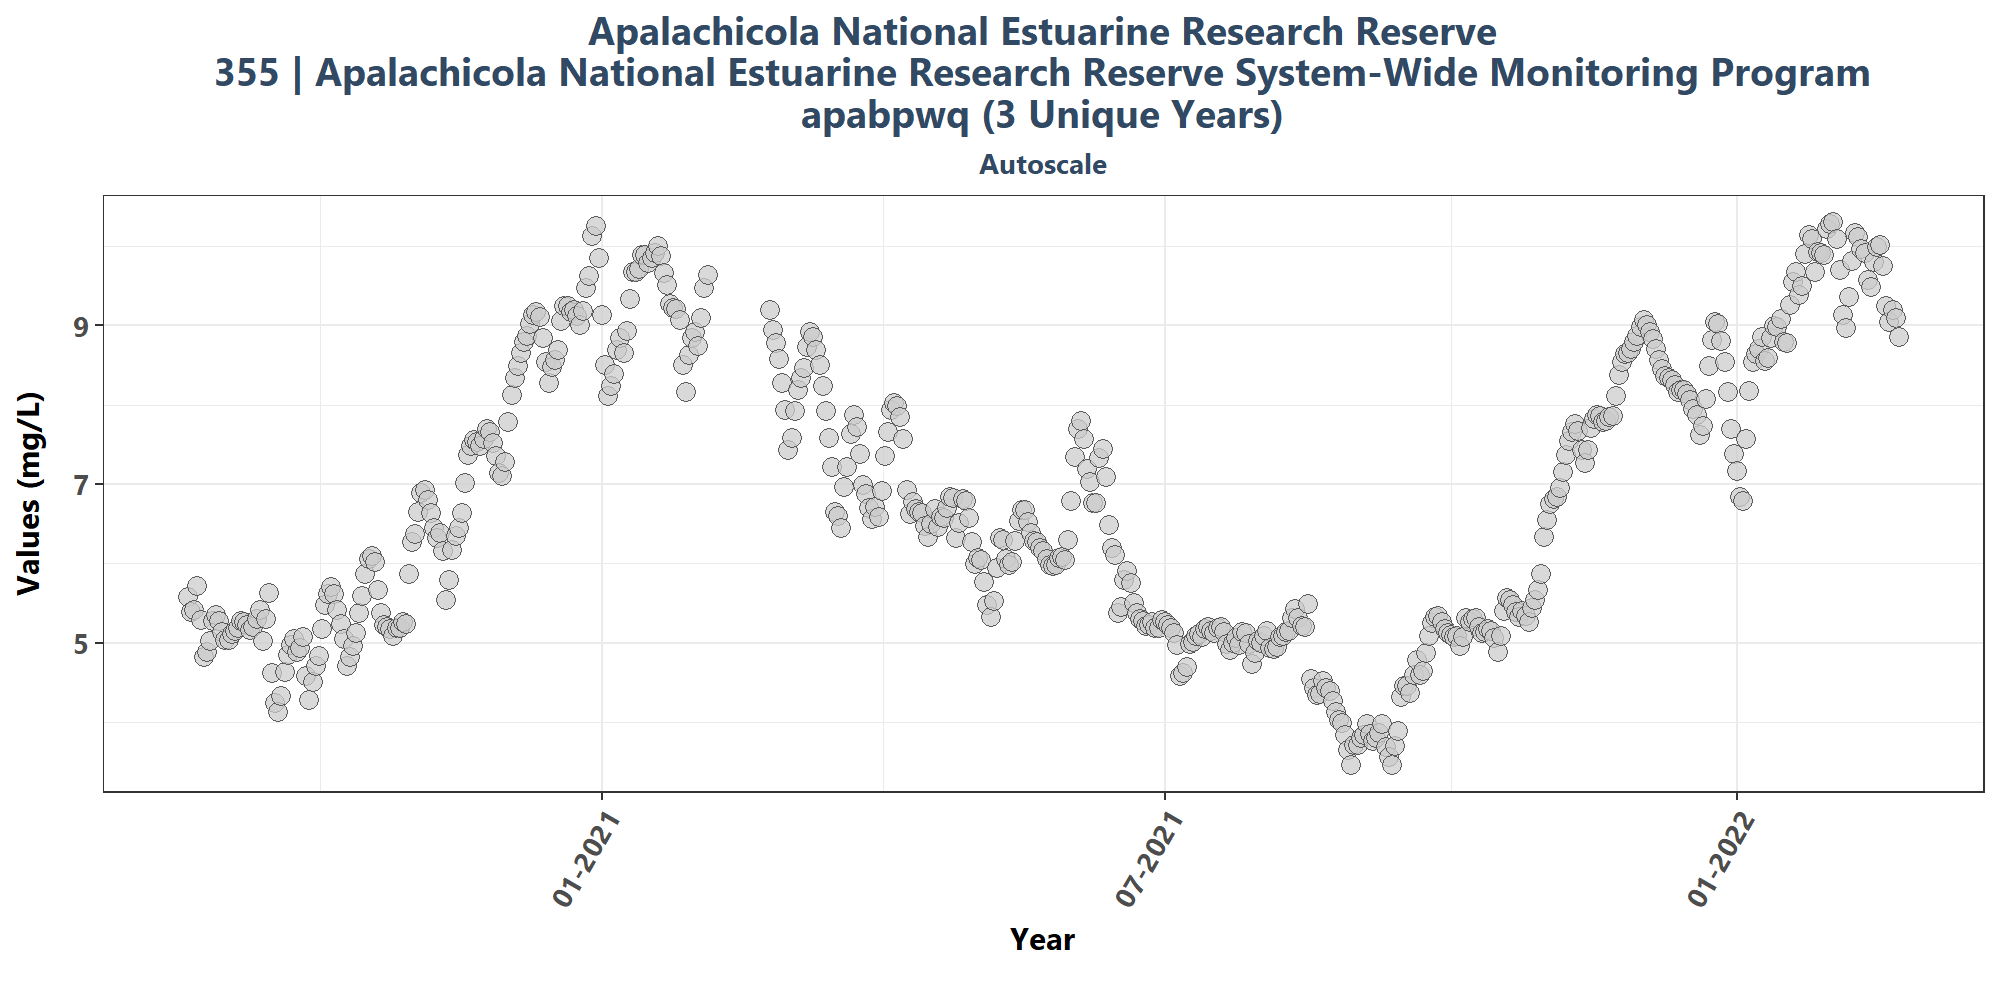 Apalachicola National Estuarine Research Reserve
355 | Apalachicola National Estuarine Research Reserve System-Wide Monitoring Program
apabpwq (3 Unique Years)
Autoscale
Values (mg/L)
9
7
5
01-2021
07-2021
01-2022
Year